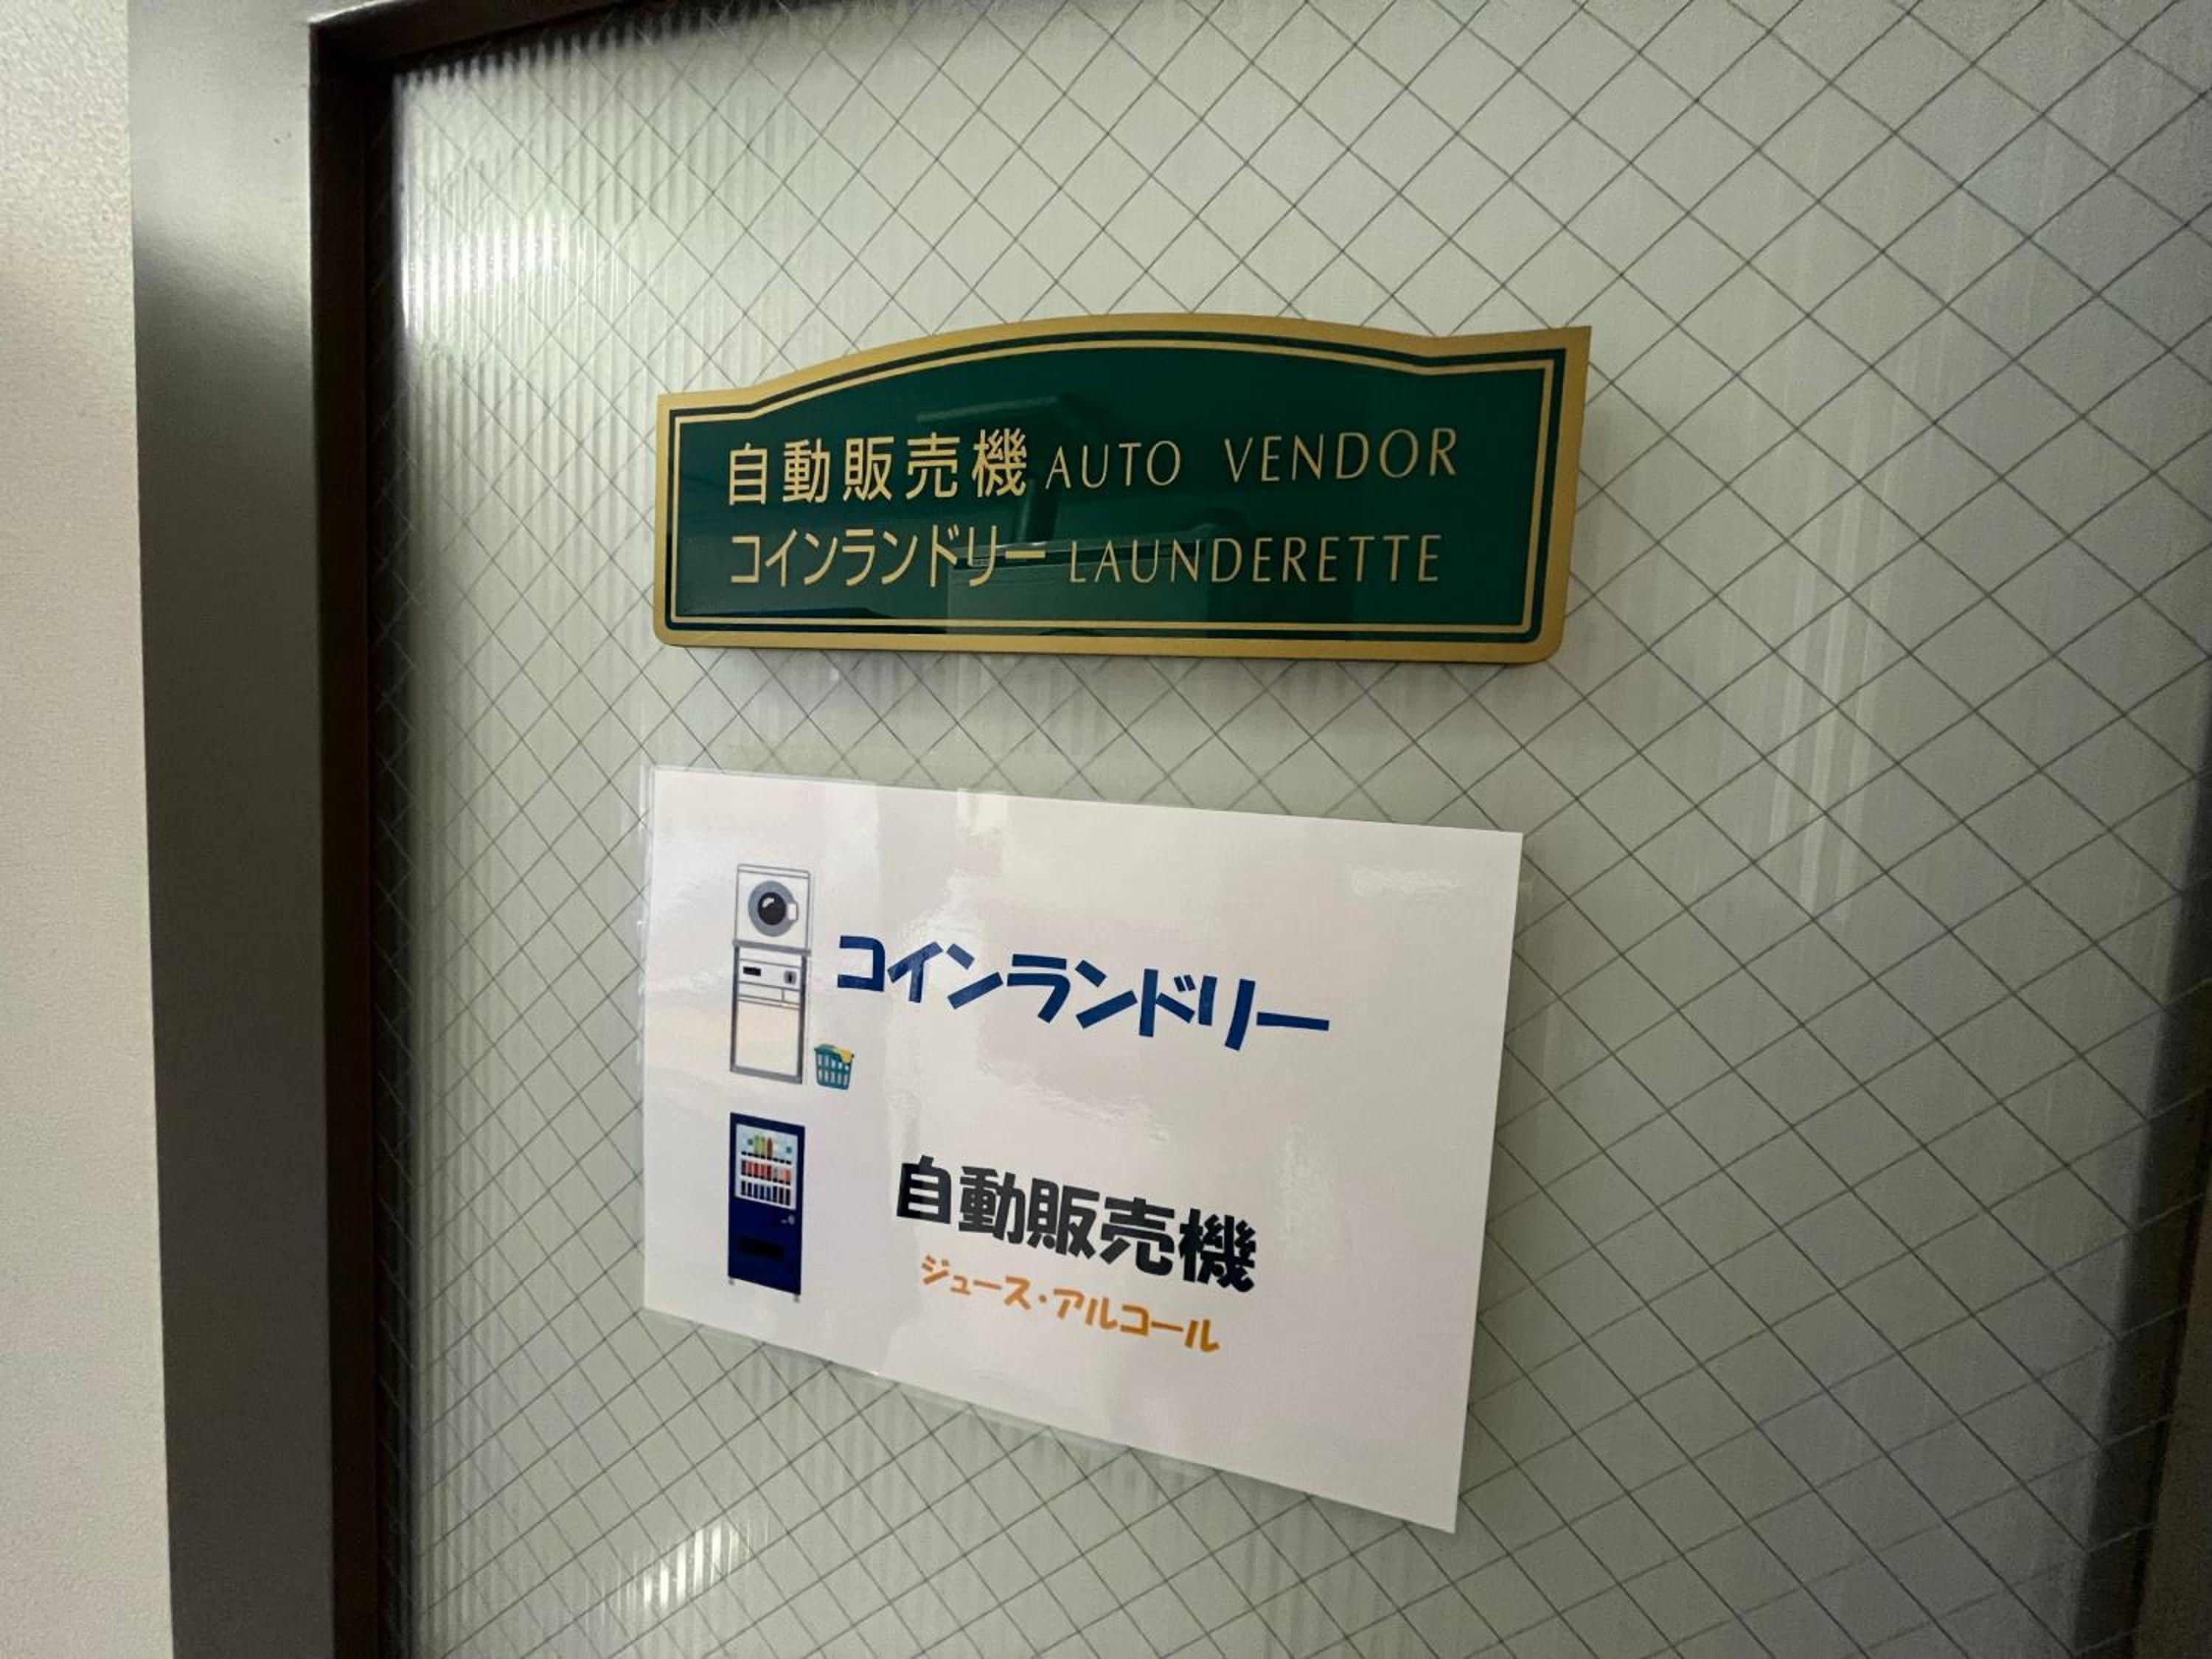 自動販売機 AUTO VENDOR
コインランドリー LAUNDERETTE
コインランドリー
自動販売機
ジュース・アルコール